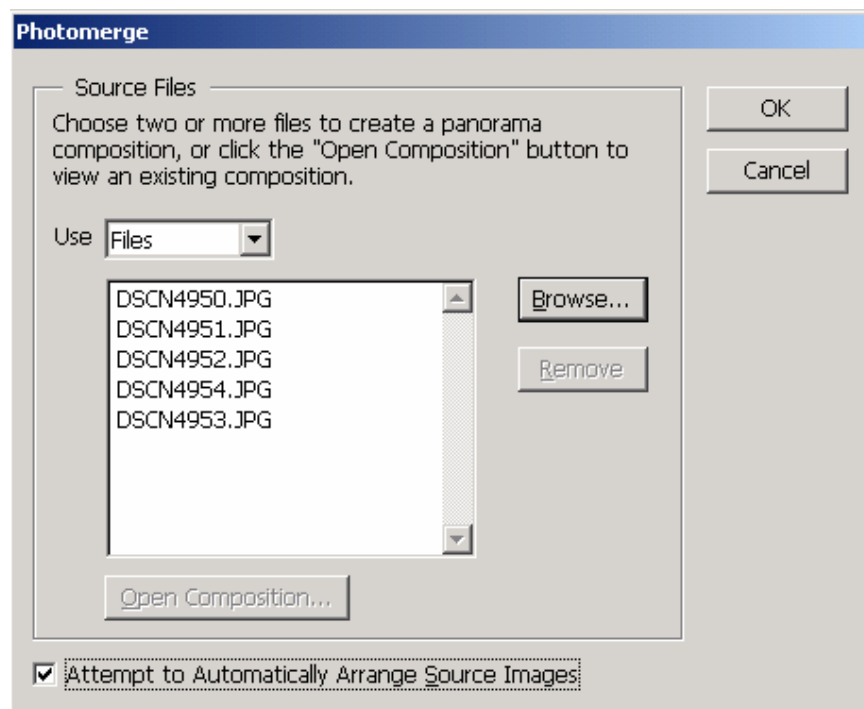 Photomerge
Source Files
Choose two or more files to create a panorama
composition, or click the "Open Composition" button to
view an existing composition.
OK
Cancel
Use Files
DSCN4950.JPG
DSCN4951.JPG
DSCN4952.JPG
DSCN4954.JPG
DSCN4953.JPG
Browse...
Remove
Open Composition...
Attempt to Automatically Arrange Source Images